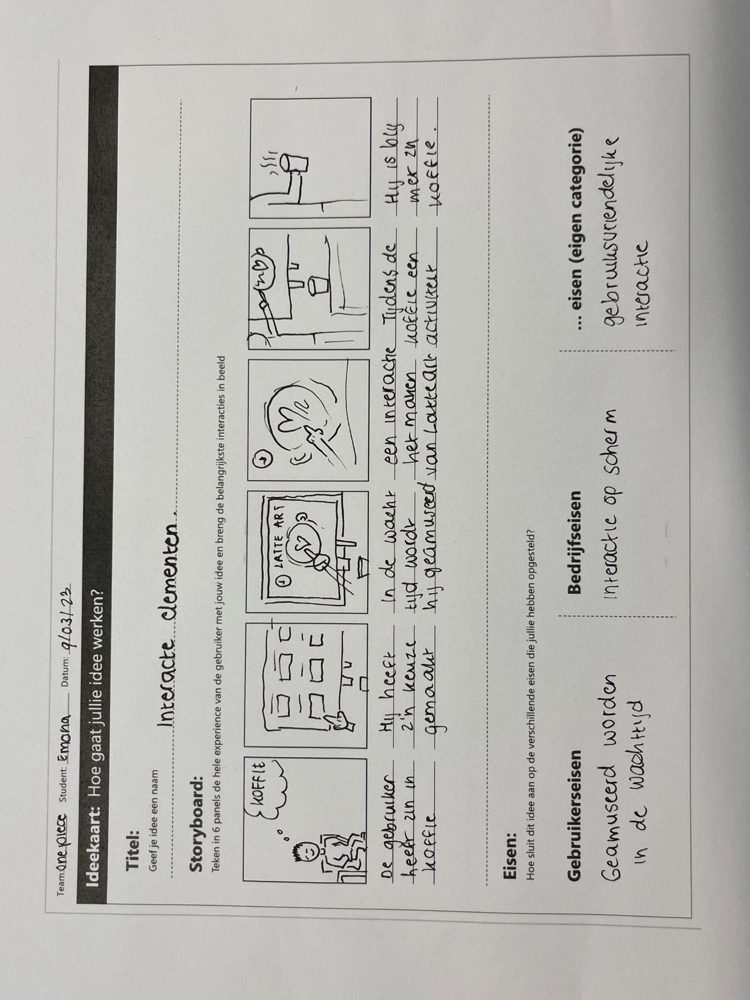 Team: one piece Student: Emona Datum: 9/03/23
Ideekaart: Hoe gaat jullie idee werken?
Titel:
Geef je idee een naam
Interacte elementen.
Storyboard:
Teken in 6 panels de hele experience van de gebruiker met jouw idee en breng de belangrijkste interacties in beeld
KOFFIE
① LATTE ART
De gebruiker
heeft zin in
koffie
Hij heeft
z'n keuze
gemaakt
In de wacht
tijd wordt
hij geamuseerd
een interactie
het maken
van Latte art
Tijdens de
koffie een
activiteit
Hij is blij
met zn
koffie.
Eisen:
Hoe sluit dit idee aan op de verschillende eisen die jullie hebben opgesteld?
Gebruikerseisen
Geamuseerd worden
in de wachttijd
Bedrijfseisen
Interactie op scherm
... eisen (eigen categorie)
gebruiksvriendelijke
interactie